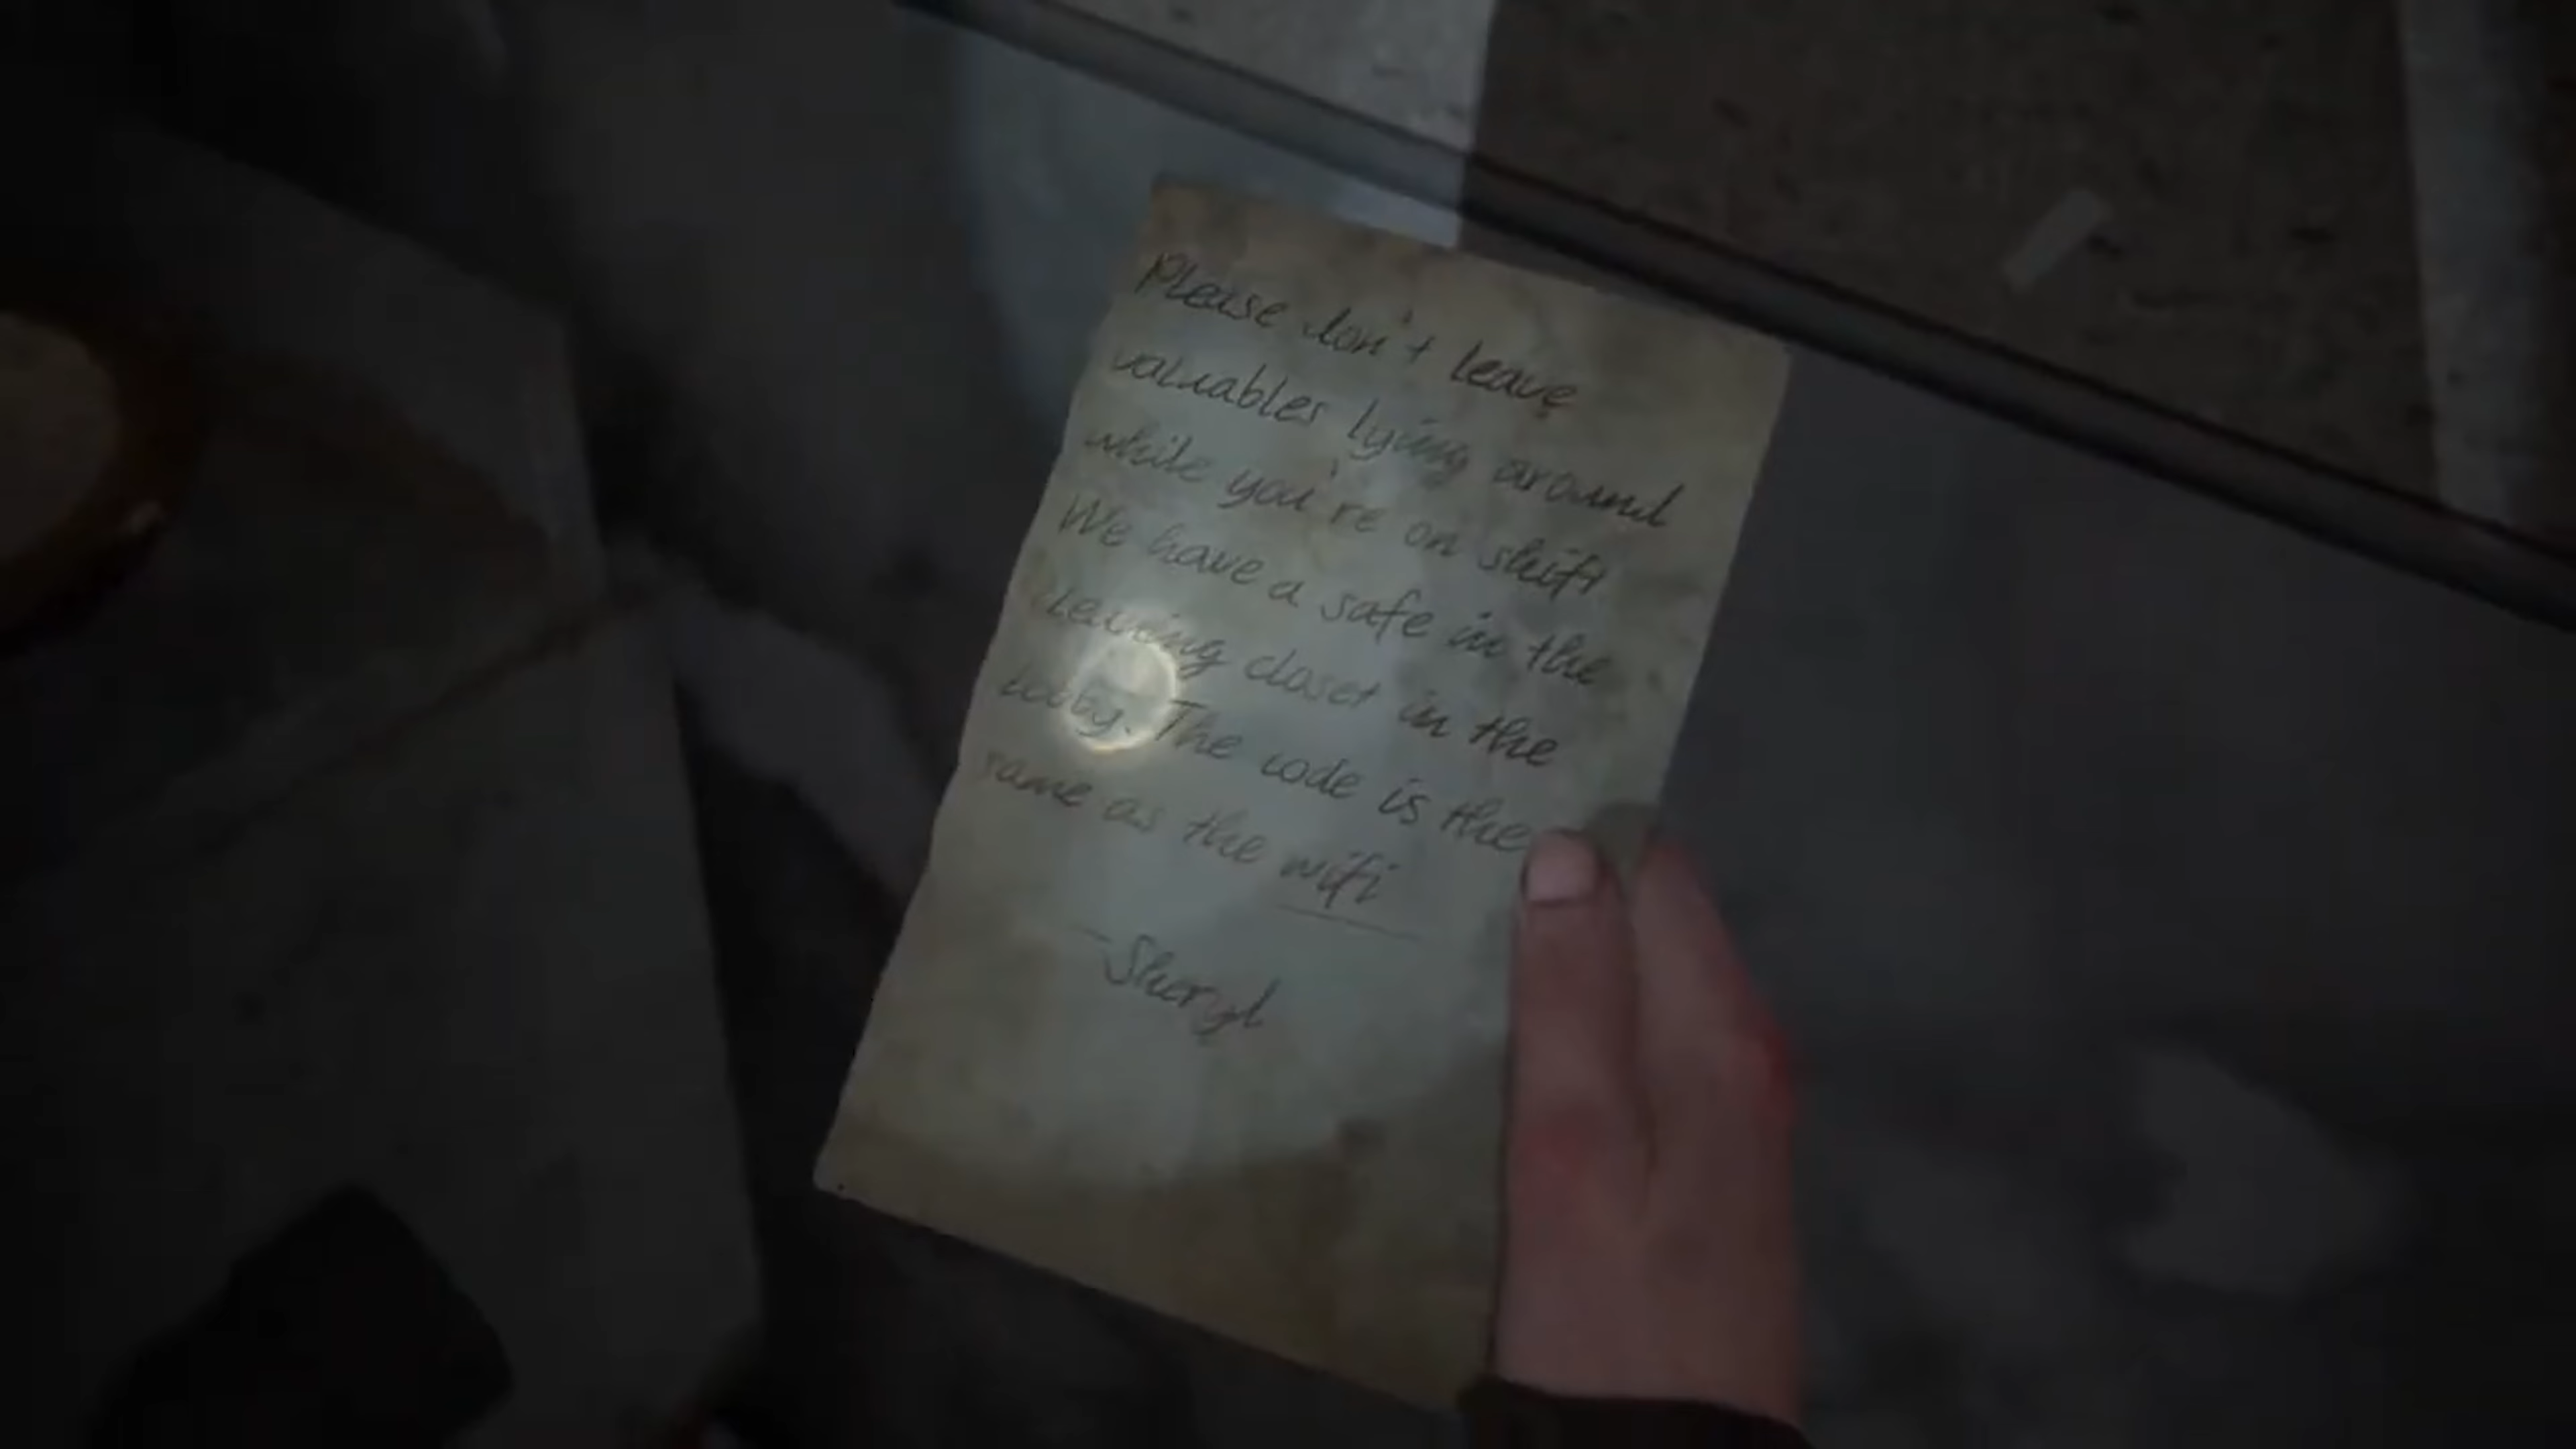 Please don't leave
valuables lying around
while you're on shift
We have a safe in the
cleaning closet in the
lobby. The code is the
same as the wifi
- Sheryl